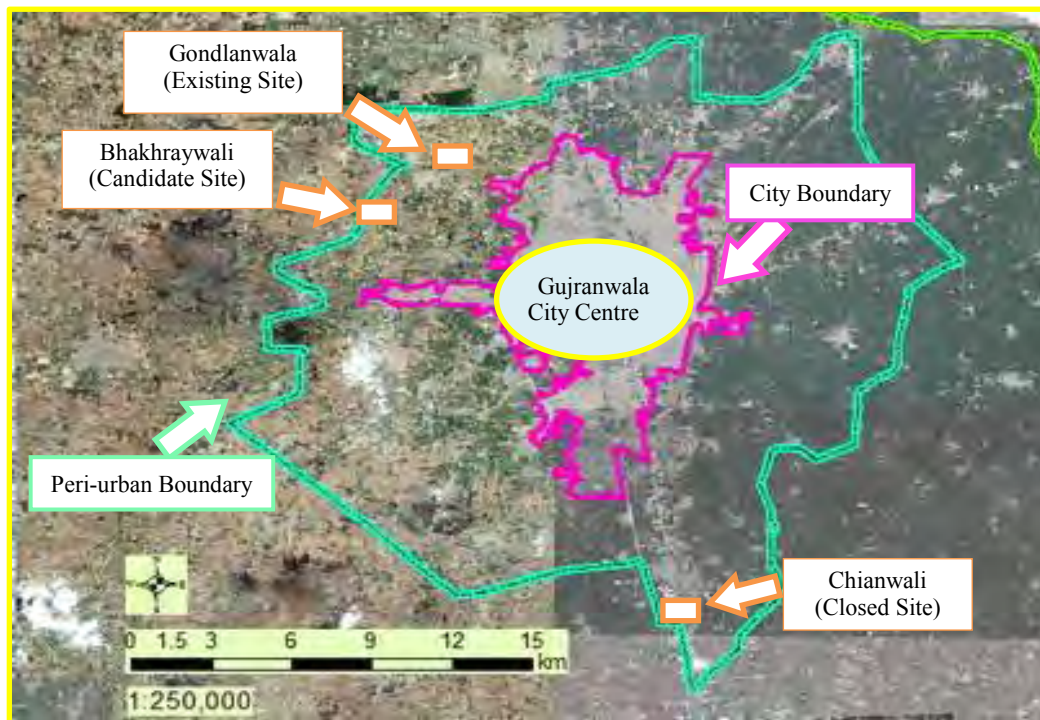 Gondlanwala
(Existing Site)
Bhakhraywali
(Candidate Site)
City Boundary
Gujranwala
City Centre
Peri-urban Boundary
Chianwali
(Closed Site)
0 1.5 3 6 9 12 15
km
1:250,000